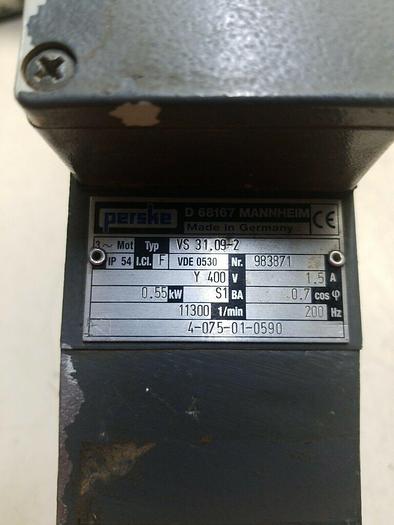 perske D 68167 MANNHEIM CE
Made in Germany
3~ Mot Typ VS 31.09-2
IP 54 I.Cl. F VDE 0530 Nr. 983871
Y 400 V 1.5 A
0.55 kW S1 BA 0.7 cos φ
11300 1/min 200 Hz
4-075-01-0590